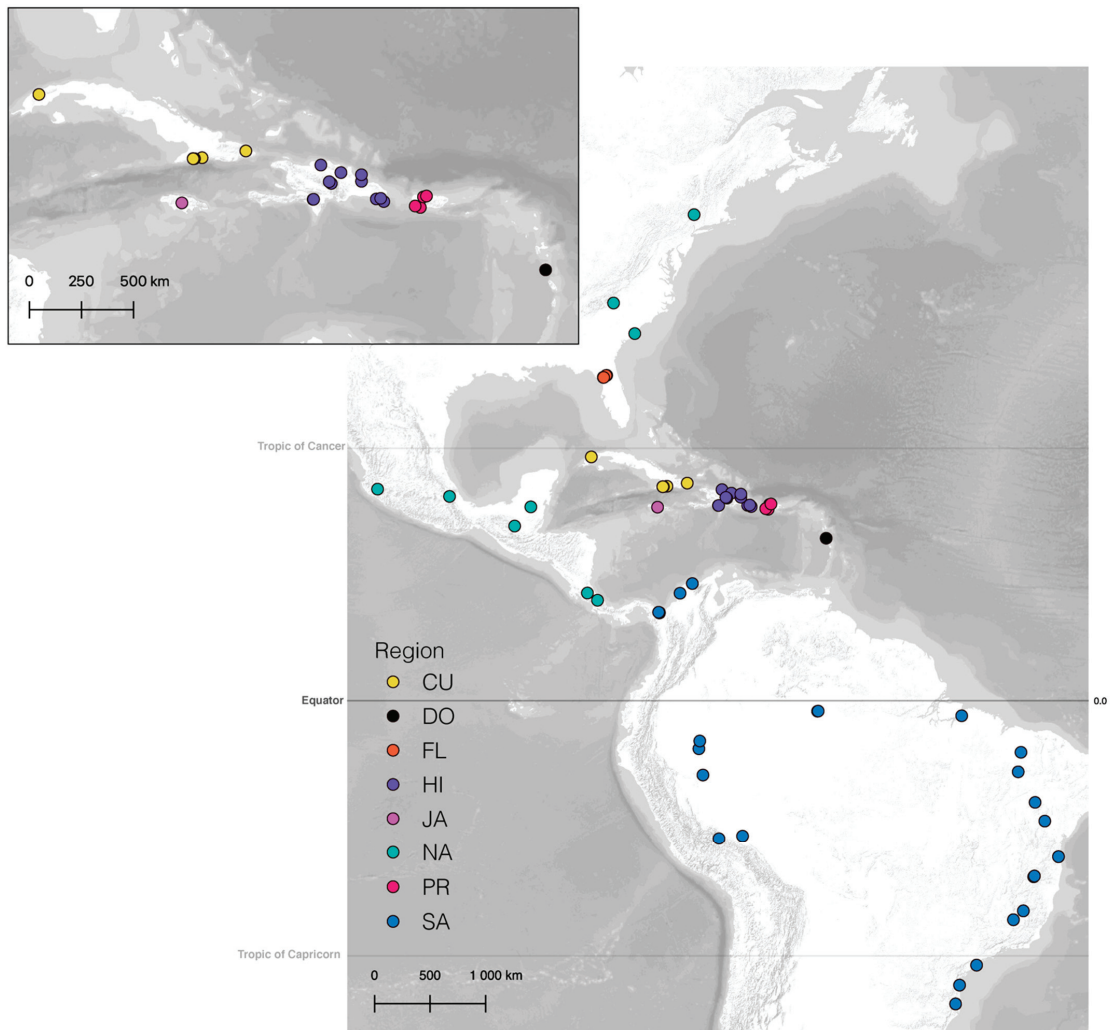 0 250 500 km
Tropic of Cancer
Region
CU
Equator 0.0
DO
FL
HI
JA
NA
PR
SA
Tropic of Capricorn
0 500 1 000 km